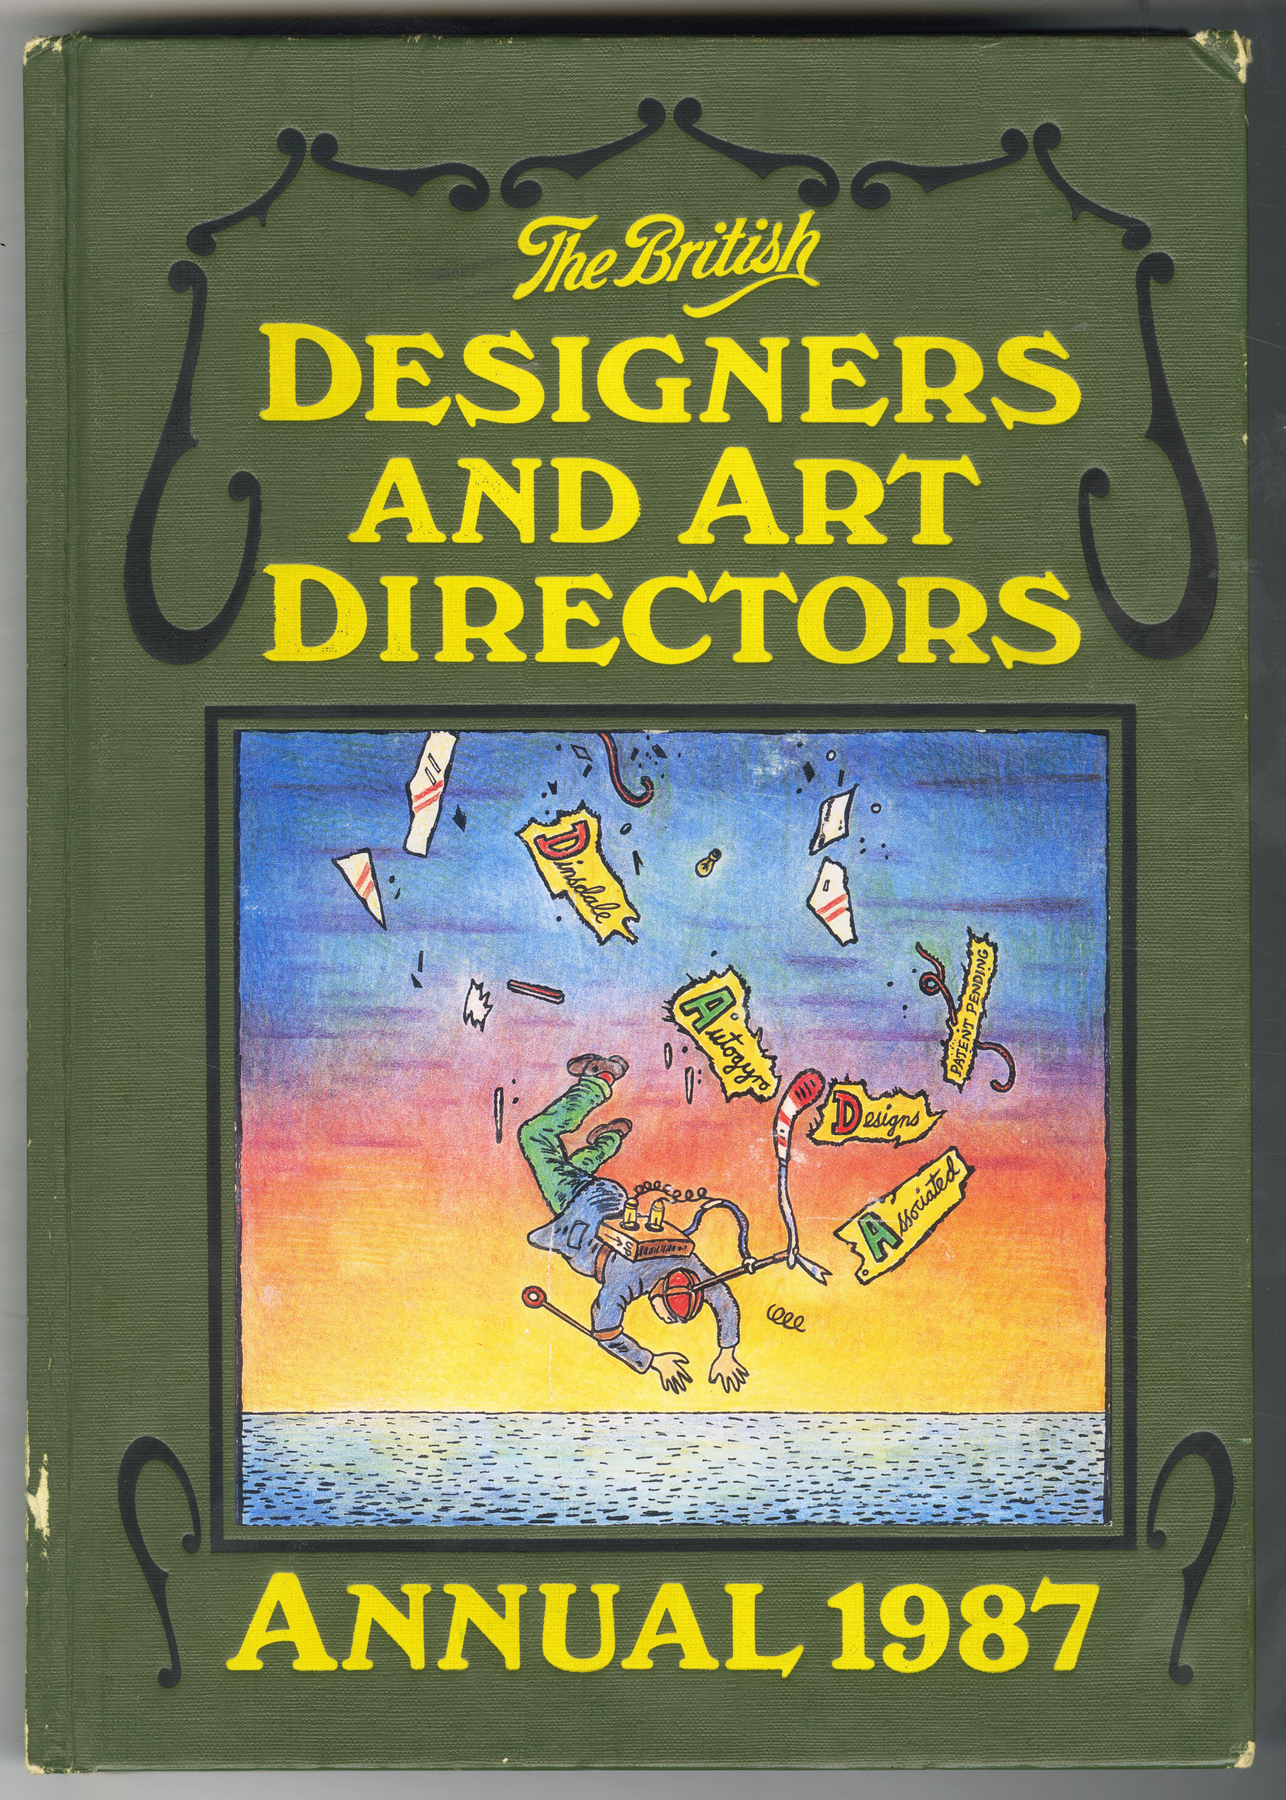 The British
DESIGNERS
AND ART
DIRECTORS
Dinsdale
PATENT PENDING
Autogyro
Designs
Associated
ANNUAL 1987